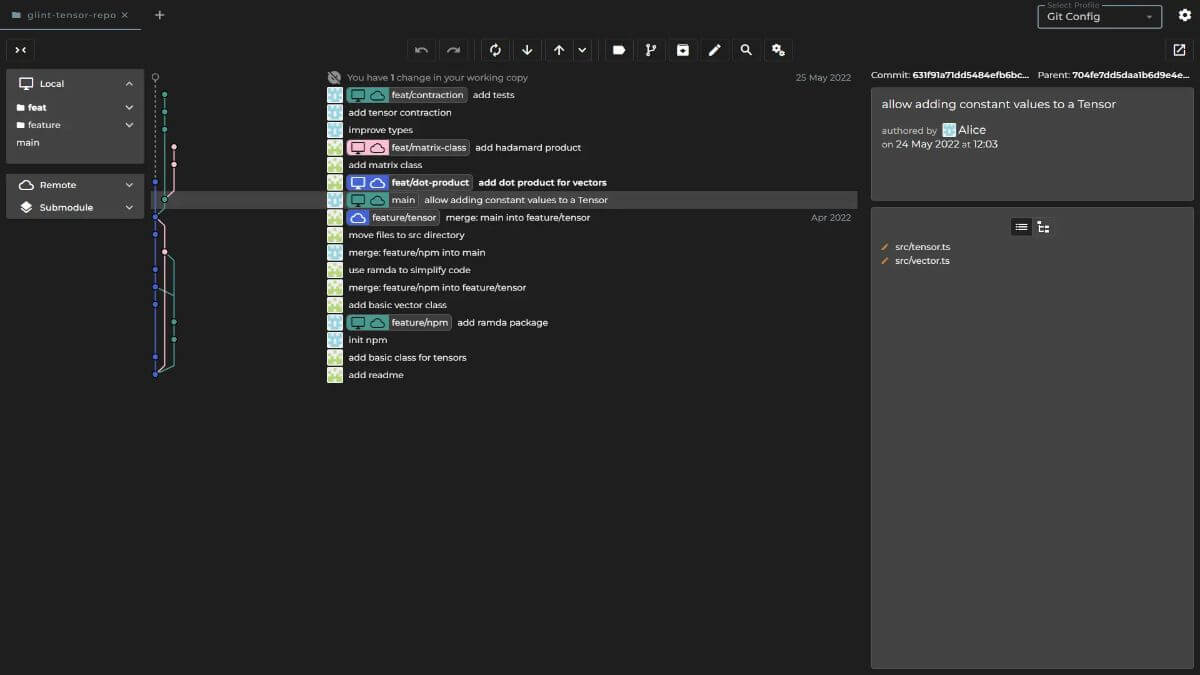 glint-tensor-repo
Select Profile
Git Config
Local
feat
feature
main
Remote
Submodule
You have 1 change in your working copy 25 May 2022
feat/contraction add tests
add tensor contraction
improve types
feat/matrix-class add hadamard product
add matrix class
feat/dot-product add dot product for vectors
main allow adding constant values to a Tensor
feature/tensor merge: main into feature/tensor Apr 2022
move files to src directory
merge: feature/npm into main
use ramda to simplify code
merge: feature/npm into feature/tensor
add basic vector class
feature/npm add ramda package
init npm
add basic class for tensors
add readme
Commit: 631f91a71dd5484efb6bc... Parent: 704fe7dd5daa1b6d9e4e...
allow adding constant values to a Tensor
authored by Alice
on 24 May 2022 at 12:03
src/tensor.ts
src/vector.ts